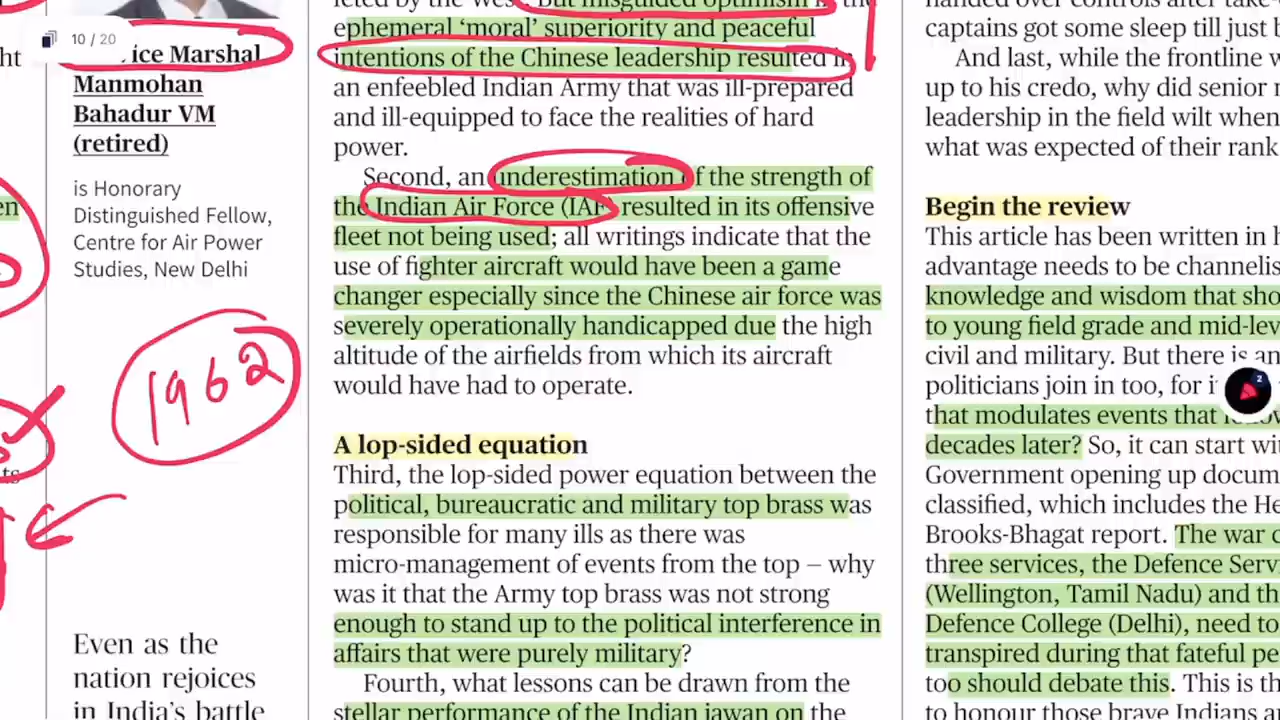 10 / 20
ice Marshal
Manmohan
Bahadur VM
(retired)
is Honorary
Distinguished Fellow,
Centre for Air Power
Studies, New Delhi
1962
Even as the
nation rejoices
in India's battle
But misguided optimism in the
ephemeral 'moral' superiority and peaceful
intentions of the Chinese leadership resulted in
an enfeebled Indian Army that was ill-prepared
and ill-equipped to face the realities of hard
power.
Second, an underestimation of the strength of
the Indian Air Force (IAF) resulted in its offensive
fleet not being used; all writings indicate that the
use of fighter aircraft would have been a game
changer especially since the Chinese air force was
severely operationally handicapped due the high
altitude of the airfields from which its aircraft
would have had to operate.
A lop-sided equation
Third, the lop-sided power equation between the
political, bureaucratic and military top brass was
responsible for many ills as there was
micro-management of events from the top — why
was it that the Army top brass was not strong
enough to stand up to the political interference in
affairs that were purely military?
Fourth, what lessons can be drawn from the
stellar performance of the Indian jawan on the
captains got some sleep till just
And last, while the frontline
up to his credo, why did senior
leadership in the field wilt when
what was expected of their rank
Begin the review
This article has been written in
advantage needs to be channelis
knowledge and wisdom that sho
to young field grade and mid-lev
civil and military. But there is an
politicians join in too, for
that modulates events that
decades later? So, it can start wi
Government opening up docum
classified, which includes the He
Brooks-Bhagat report. The war
three services, the Defence Servi
(Wellington, Tamil Nadu) and th
Defence College (Delhi), need to
transpired during that fateful pe
too should debate this. This is th
to honour those brave Indians